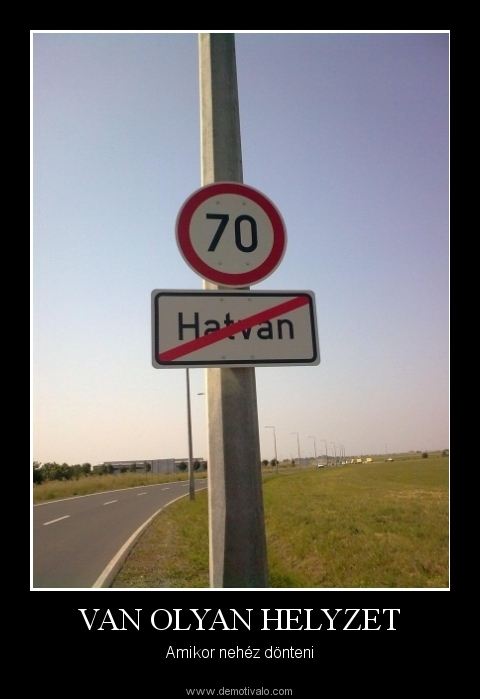 70
Hatvan
VAN OLYAN HELYZET
Amikor nehéz dönteni
www.demotivalo.com